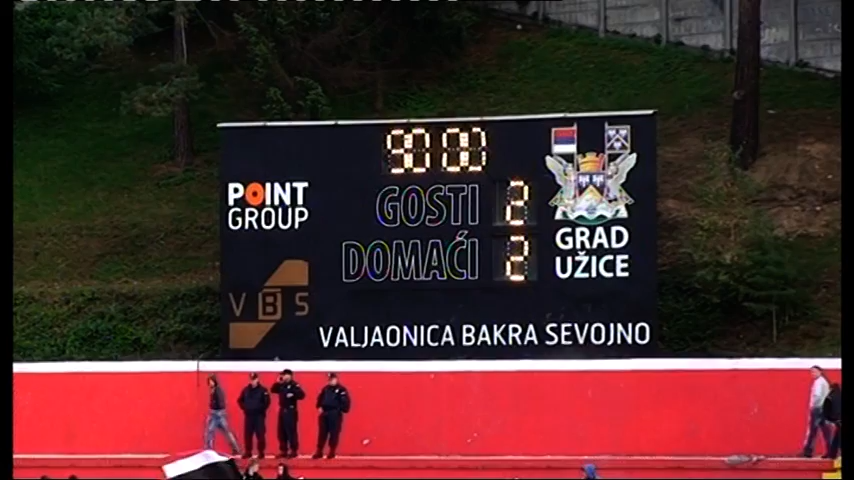 90 00
POINT
GROUP
GOSTI 2
DOMAĆI 2
GRAD
UŽICE
VBS
VALJAONICA BAKRA SEVOJNO